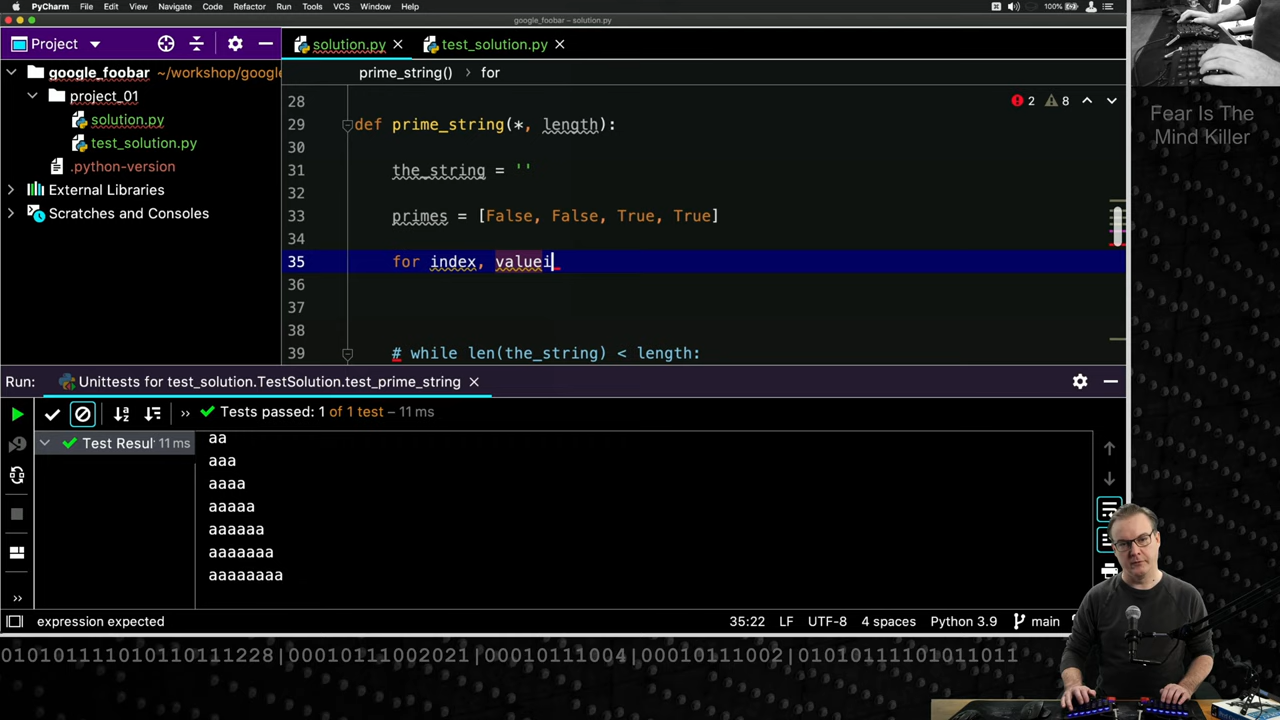 PyCharm File Edit View Navigate Code Refactor Run Tools VCS Window Help 100%
google_foobar – solution.py
Project
solution.py
test_solution.py
google_foobar ~/workshop/google
project_01
solution.py
test_solution.py
.python-version
External Libraries
Scratches and Consoles
prime_string() for
2 8
28
29 def prime_string(*, length):
30
31 the_string = ''
32
33 primes = [False, False, True, True]
34
35 for index, valuei
36
37
38
39 # while len(the_string) < length:
Fear Is The
Mind Killer
Run: Unittests for test_solution.TestSolution.test_prime_string
Tests passed: 1 of 1 test – 11 ms
Test Resul 11 ms
aa
aaa
aaaa
aaaaa
aaaaaa
aaaaaaa
aaaaaaaa
expression expected 35:22 LF UTF-8 4 spaces Python 3.9 main
010101111010110111228|00010111002021|00010111004|00010111002|01010111101011011